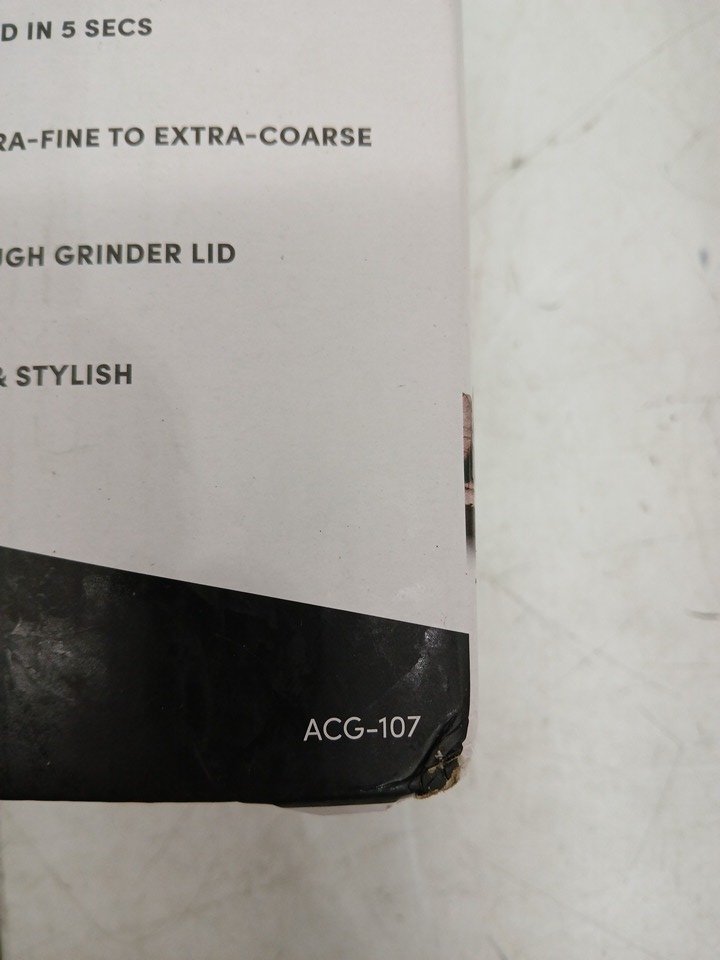 D IN 5 SECS
RA-FINE TO EXTRA-COARSE
UGH GRINDER LID
& STYLISH
ACG-107